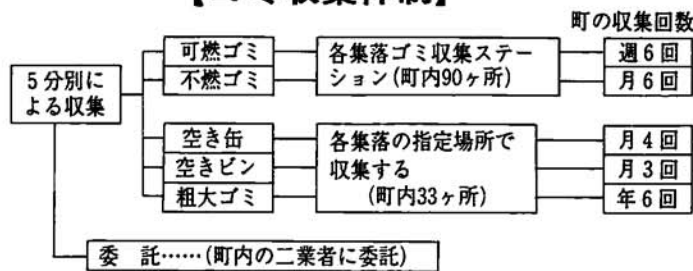 町の収集回数
5分別に
よる収集
可燃ゴミ
不燃ゴミ
各集落ゴミ収集ステー
ション(町内90ヶ所)
週6回
月6回
空き缶
空きビン
粗大ゴミ
各集落の指定場所で
収集する
(町内33ヶ所)
月4回
月3回
年6回
委 託……(町内の二業者に委託)